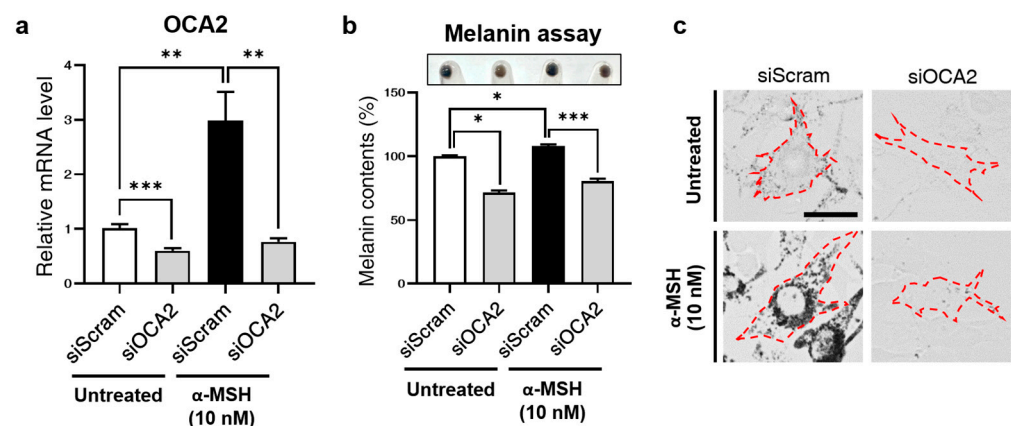 a
OCA2
Relative mRNA level
4
3
2
1
0
**
**
***
siScram
siOCA2
siScram
siOCA2
Untreated
α-MSH
(10 nM)
b
Melanin assay
Melanin contents (%)
150
100
50
0
*
*
***
siScram
siOCA2
siScram
siOCA2
Untreated
α-MSH
(10 nM)
c
siScram
siOCA2
Untreated
α-MSH
(10 nM)